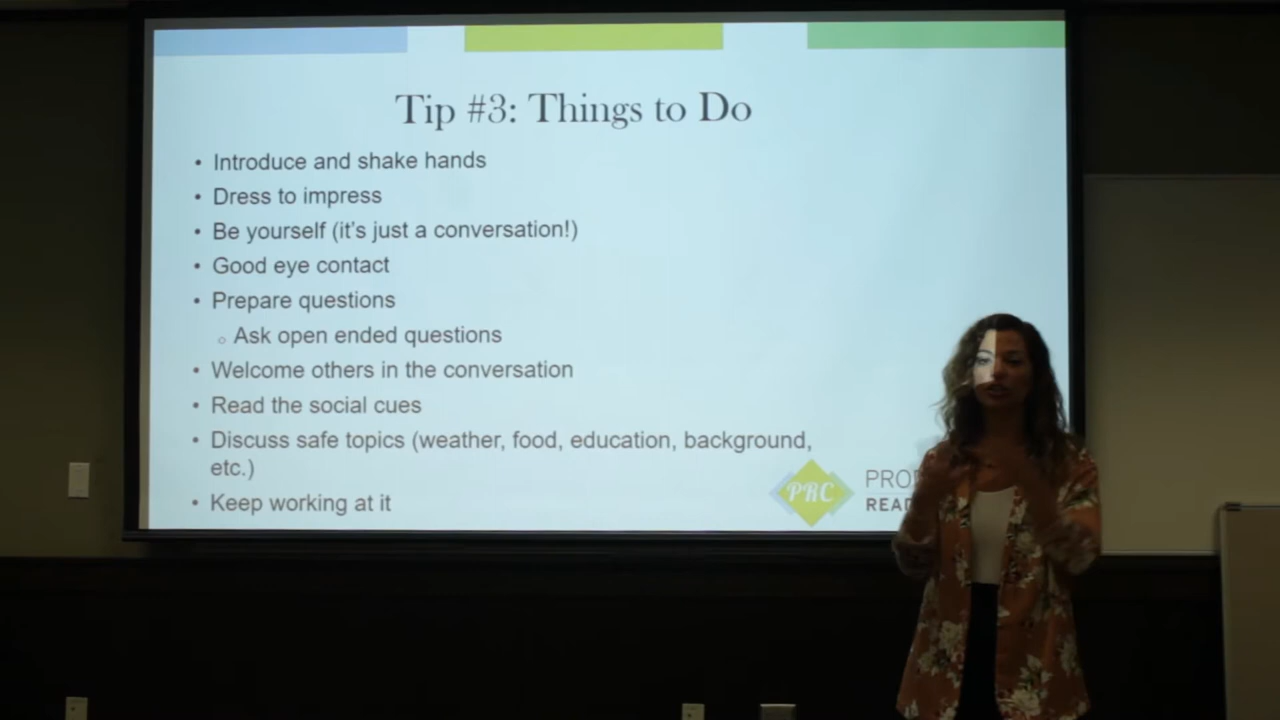 Tip #3: Things to Do
• Introduce and shake hands
• Dress to impress
• Be yourself (it's just a conversation!)
• Good eye contact
• Prepare questions
○ Ask open ended questions
• Welcome others in the conversation
• Read the social cues
• Discuss safe topics (weather, food, education, background,
etc.)
• Keep working at it
PRC